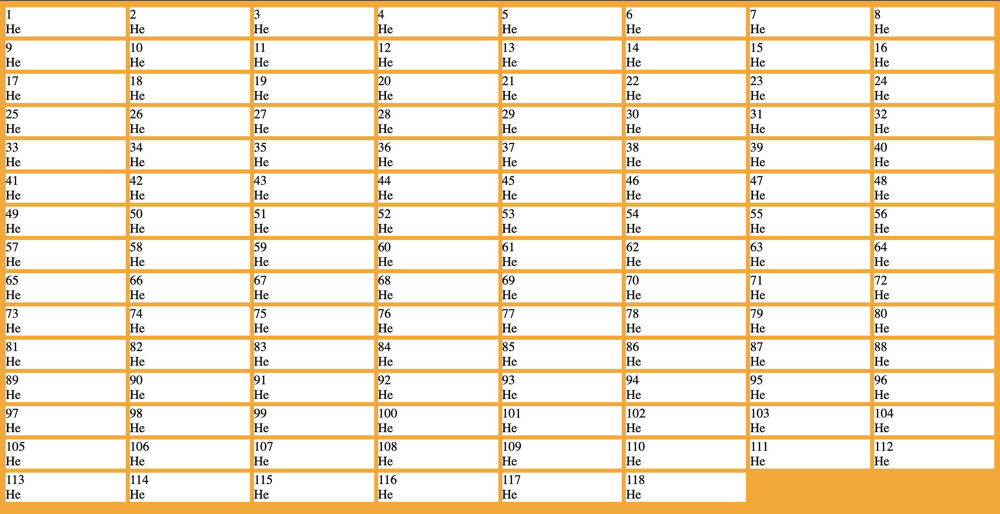 1 2 3 4 5 6 7 8
He He He He He He He He
9 10 11 12 13 14 15 16
He He He He He He He He
17 18 19 20 21 22 23 24
He He He He He He He He
25 26 27 28 29 30 31 32
He He He He He He He He
33 34 35 36 37 38 39 40
He He He He He He He He
41 42 43 44 45 46 47 48
He He He He He He He He
49 50 51 52 53 54 55 56
He He He He He He He He
57 58 59 60 61 62 63 64
He He He He He He He He
65 66 67 68 69 70 71 72
He He He He He He He He
73 74 75 76 77 78 79 80
He He He He He He He He
81 82 83 84 85 86 87 88
He He He He He He He He
89 90 91 92 93 94 95 96
He He He He He He He He
97 98 99 100 101 102 103 104
He He He He He He He He
105 106 107 108 109 110 111 112
He He He He He He He He
113 114 115 116 117 118
He He He He He He